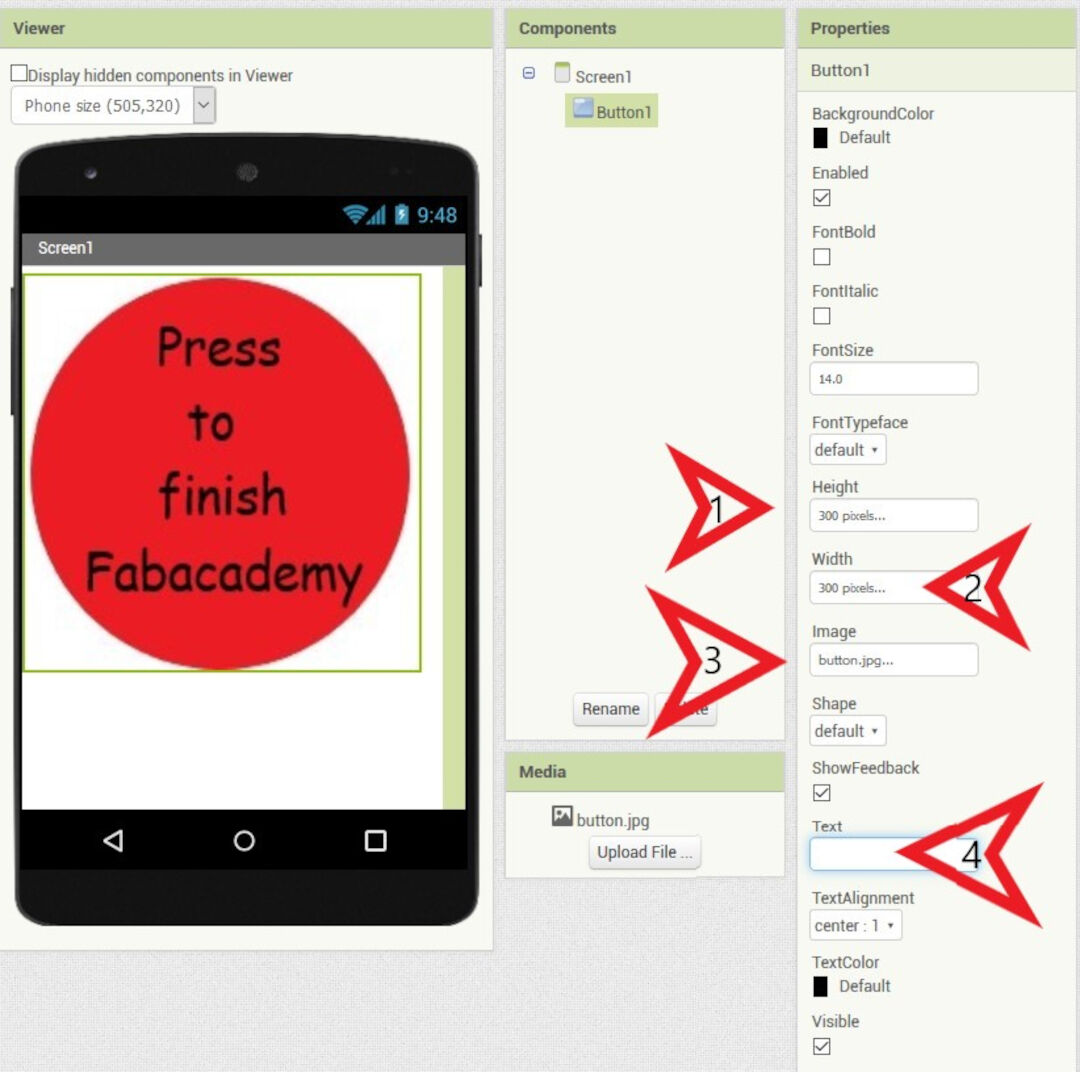 Viewer
Display hidden components in Viewer
Phone size (505,320)
9:48
Screen1
Press
to
finish
Fabacademy
Components
Screen1
Button1
Rename
Media
button.jpg
Upload File ...
Properties
Button1
BackgroundColor
Default
Enabled
FontBold
FontItalic
FontSize
14.0
FontTypeface
default
Height
1
300 pixels...
Width
300 pixels...
2
Image
3
button.jpg...
Shape
default
ShowFeedback
Text
4
TextAlignment
center : 1
TextColor
Default
Visible